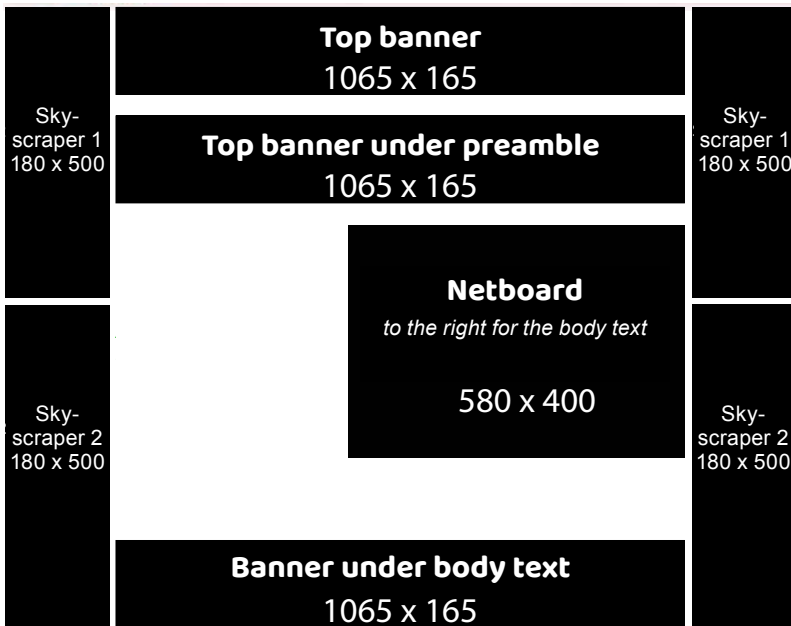 Top banner
1065 x 165
Sky-
scraper 1
180 x 500
Top banner under preamble
1065 x 165
Sky-
scraper 1
180 x 500
Netboard
to the right for the body text
580 x 400
Sky-
scraper 2
180 x 500
Sky-
scraper 2
180 x 500
Banner under body text
1065 x 165